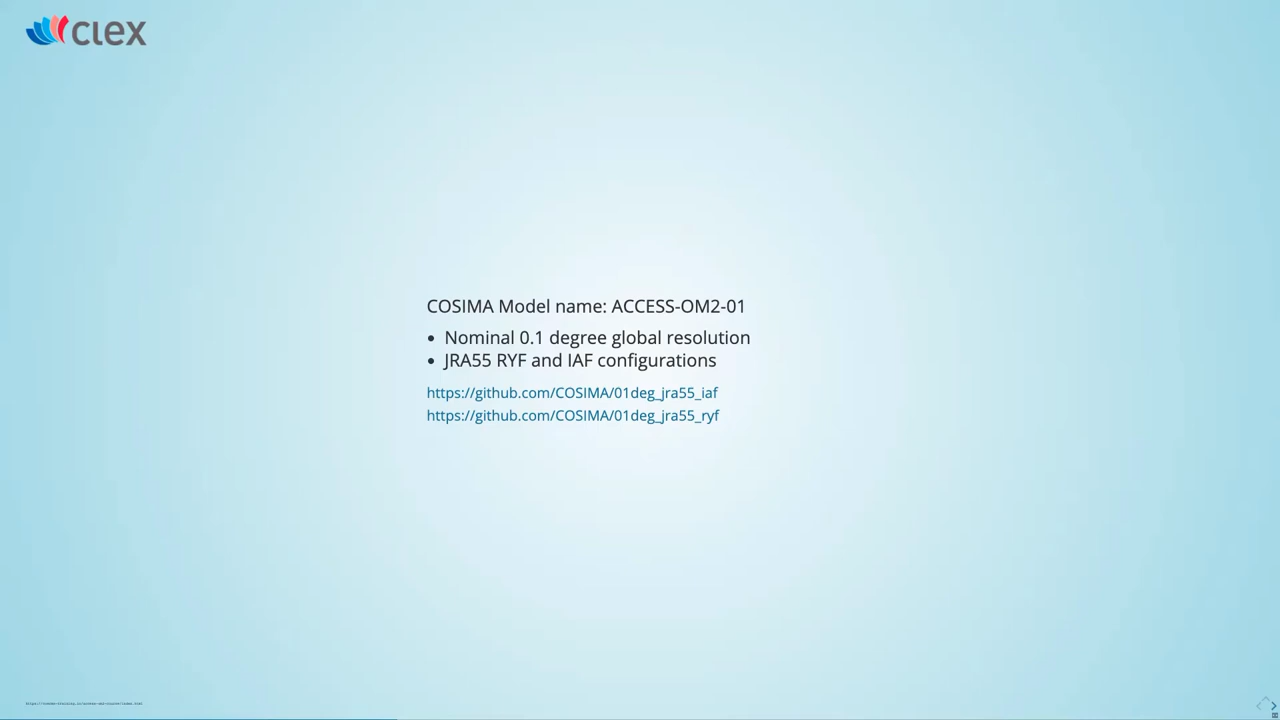 CLEX
COSIMA Model name: ACCESS-OM2-01
• Nominal 0.1 degree global resolution
• JRA55 RYF and IAF configurations
https://github.com/COSIMA/01deg_jra55_iaf
https://github.com/COSIMA/01deg_jra55_ryf